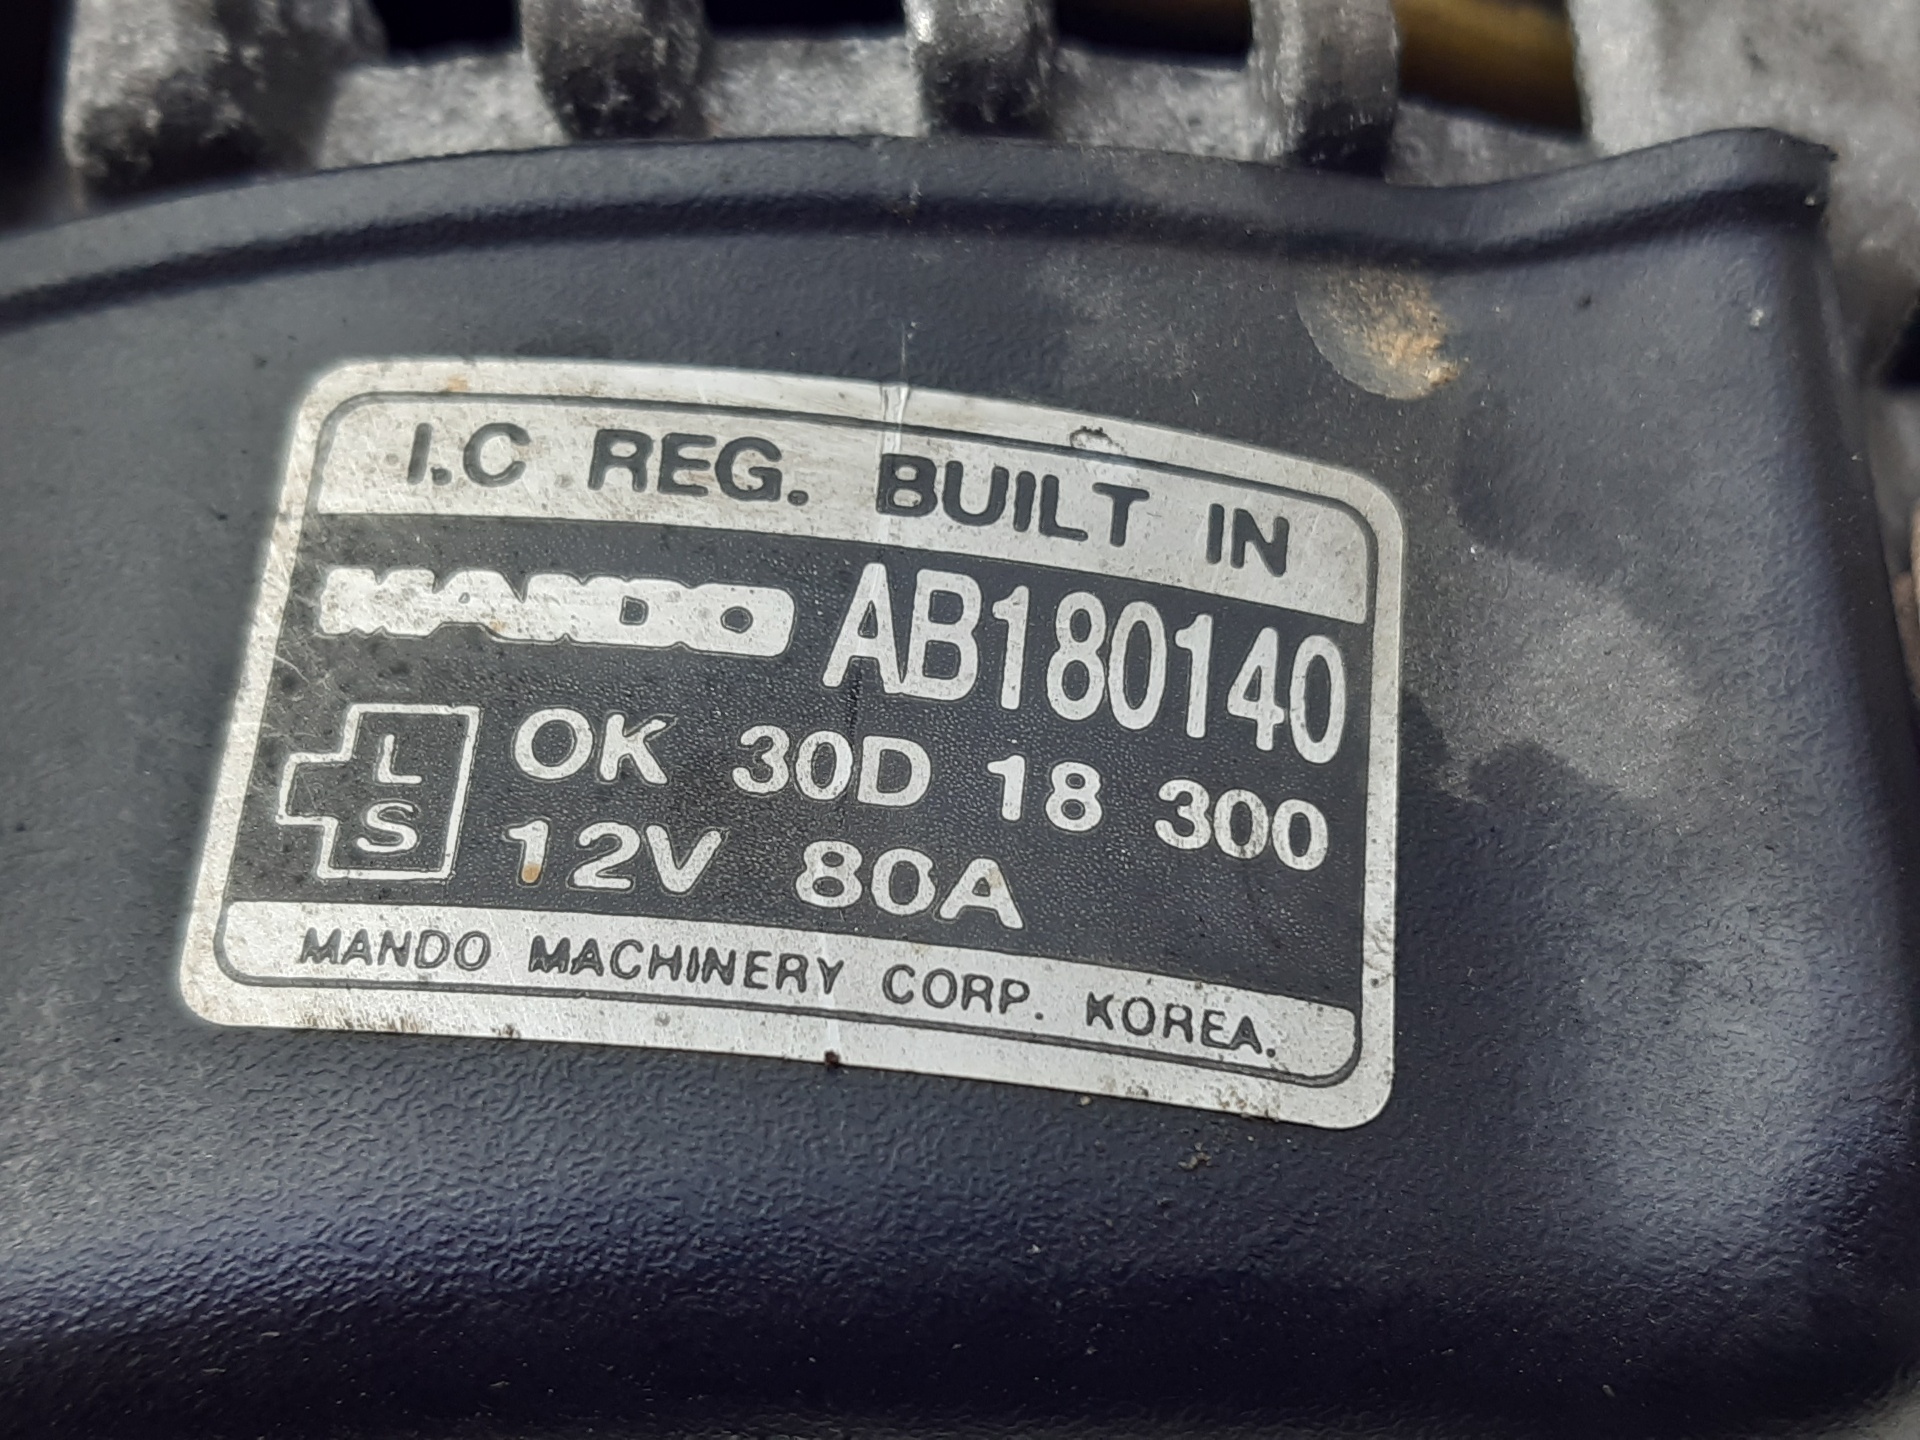 I.C REG. BUILT IN
MANDO AB180140
L
S
OK 30D 18 300
12V 80A
MANDO MACHINERY CORP. KOREA.